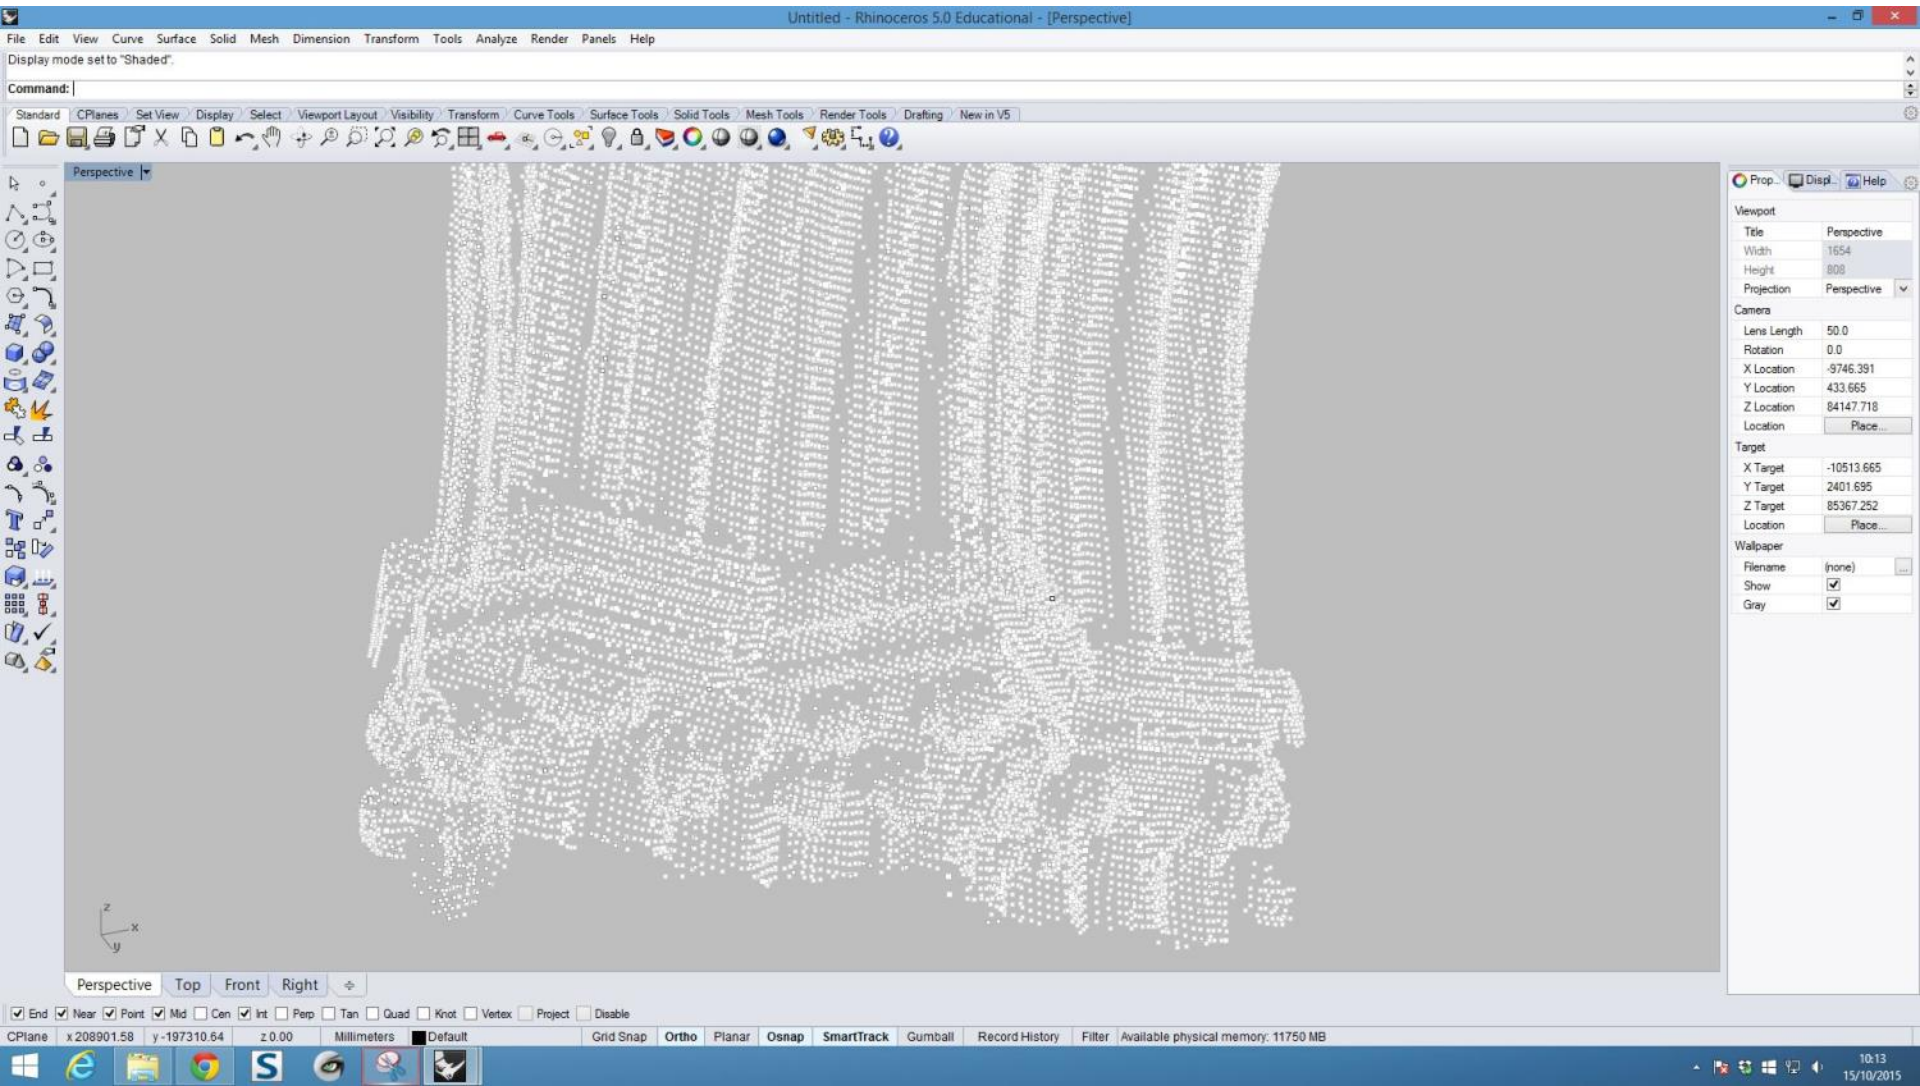 Untitled - Rhinoceros 5.0 Educational - [Perspective]
File Edit View Curve Surface Solid Mesh Dimension Transform Tools Analyze Render Panels Help
Display mode set to "Shaded".
Command:
Standard CPlanes Set View Display Select Viewport Layout Visibility Transform Curve Tools Surface Tools Solid Tools Mesh Tools Render Tools Drafting New in V5
Perspective
Prop... Displ... Help
Viewport
Title Perspective
Width 1654
Height 808
Projection Perspective
Camera
Lens Length 50.0
Rotation 0.0
X Location -9746.391
Y Location 433.665
Z Location 84147.718
Location Place...
Target
X Target -10513.665
Y Target 2401.695
Z Target 85367.252
Location Place...
Wallpaper
Filename (none) ...
Show
Gray
z
x
y
Perspective Top Front Right
End Near Point Mid Cen Int Perp Tan Quad Knot Vertex Project Disable
CPlane x 208901.58 y -197310.64 z 0.00 Millimeters Default Grid Snap Ortho Planar Osnap SmartTrack Gumball Record History Filter Available physical memory: 11750 MB
S
10:13
15/10/2015